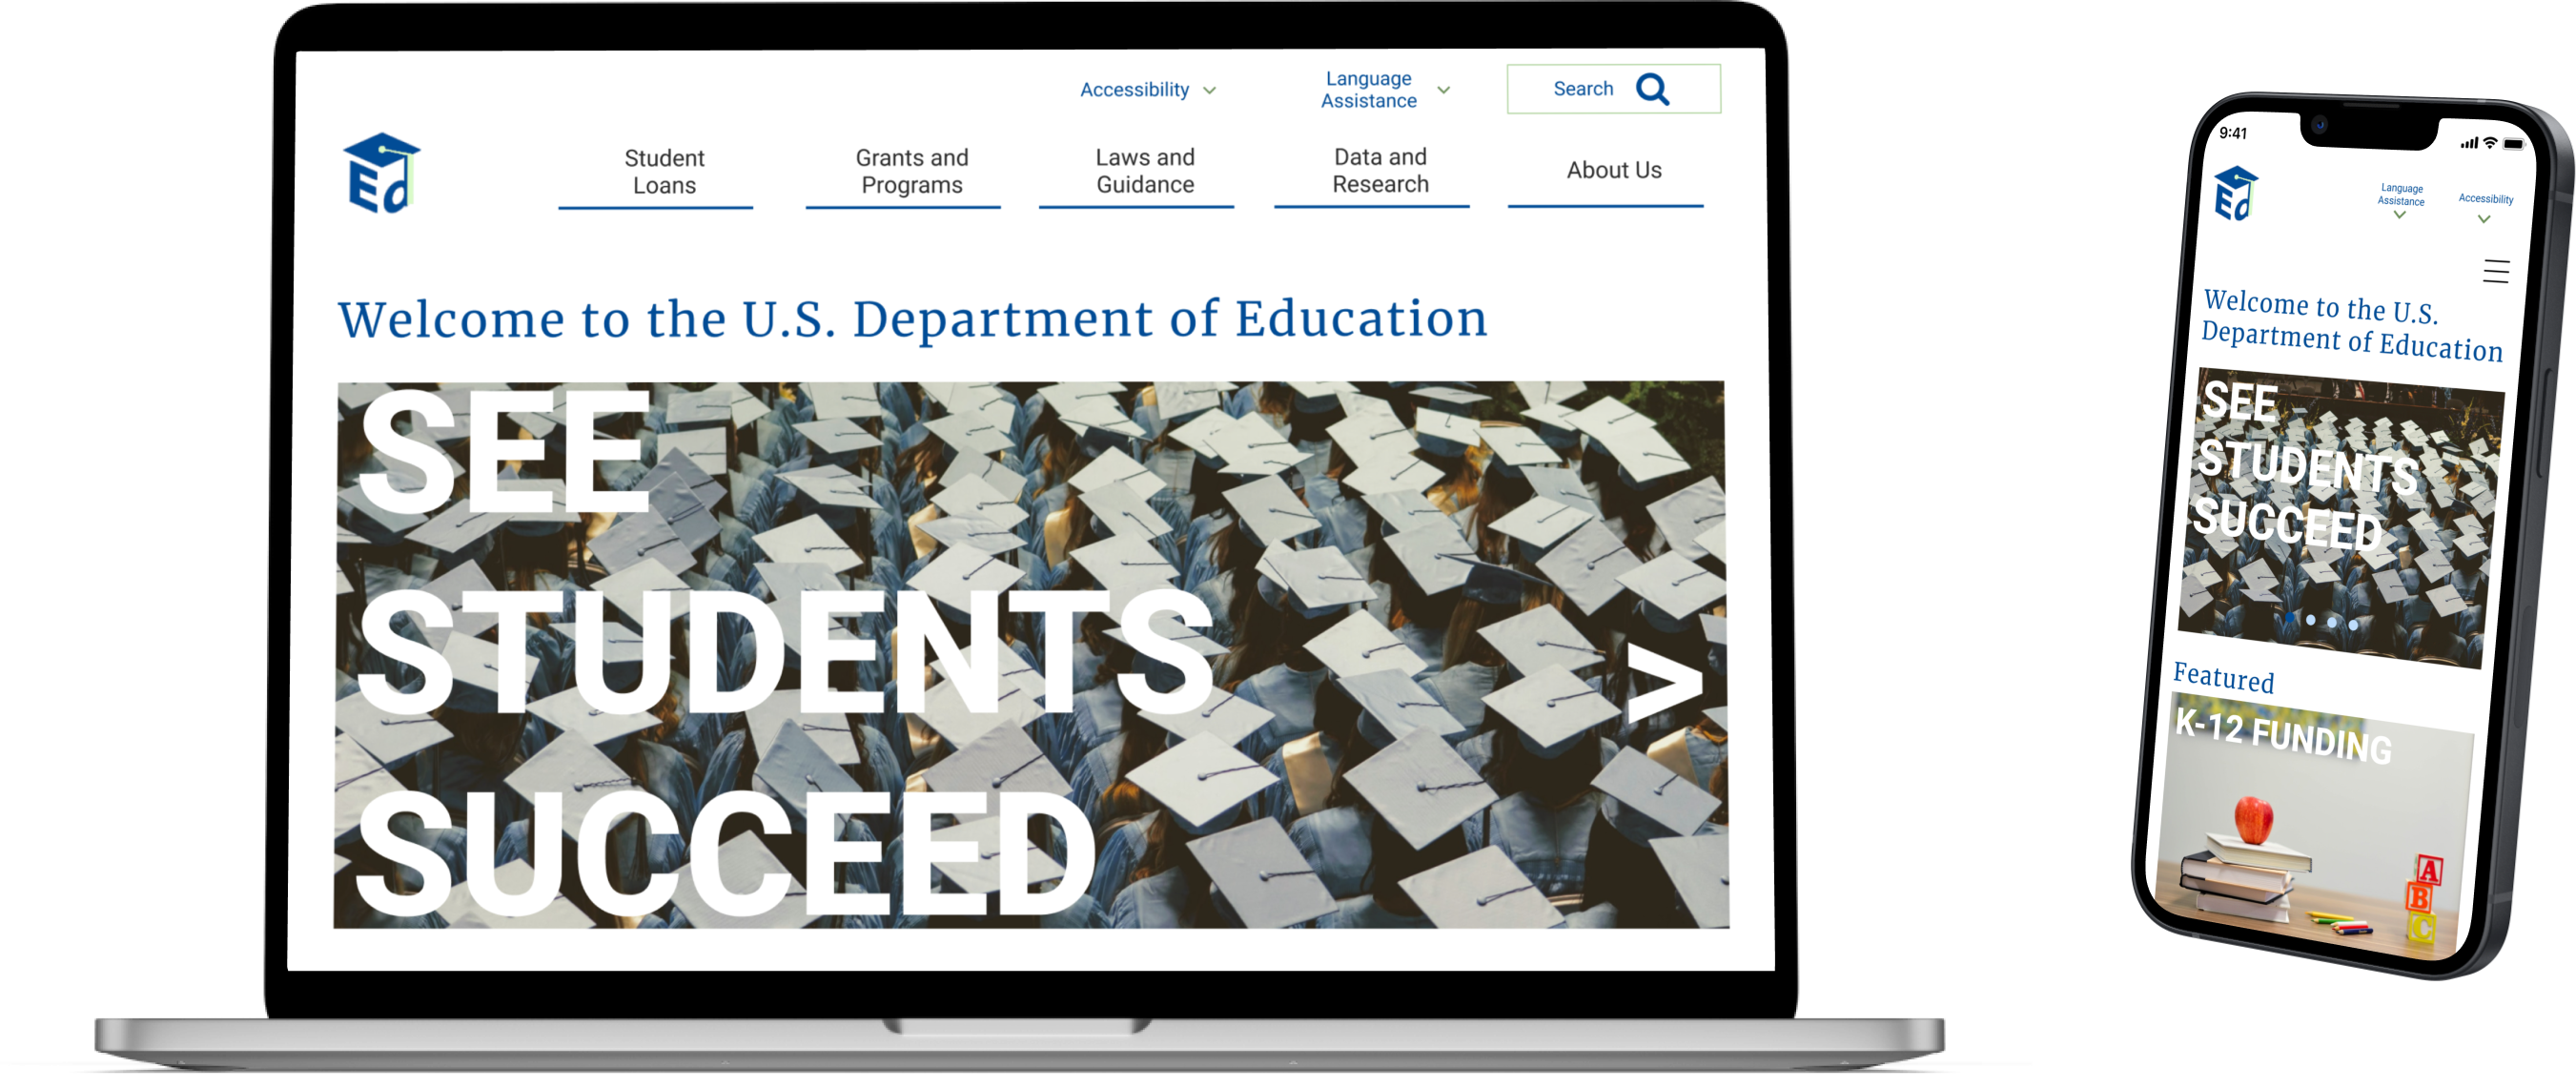 Accessibility
Language
Assistance
Search
Ed
Student
Loans
Grants and
Programs
Laws and
Guidance
Data and
Research
About Us
Welcome to the U.S. Department of Education
SEE
STUDENTS
SUCCEED
>
9:41
Ed
Language
Assistance
Accessibility
Welcome to the U.S.
Department of Education
SEE
STUDENTS
SUCCEED
Featured
K-12 FUNDING
A
B
C